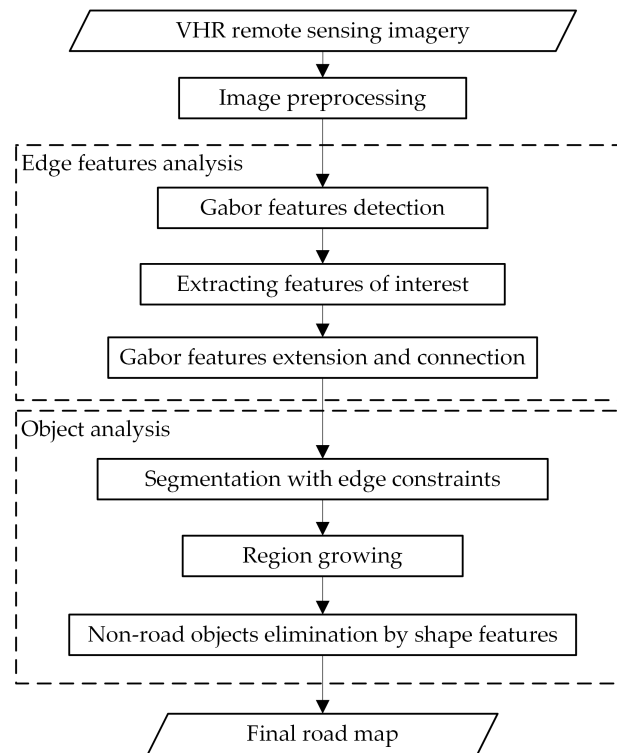 VHR remote sensing imagery
Image preprocessing
Edge features analysis
Gabor features detection
Extracting features of interest
Gabor features extension and connection
Object analysis
Segmentation with edge constraints
Region growing
Non-road objects elimination by shape features
Final road map